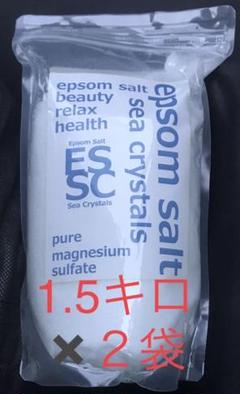 epsom salt
beauty
relax
health
Epsom Salt
ES
SC
Sea Crystals
pure
magnesium
sulfate
epsom salt
sea crystals
1.5キロ
✖２袋